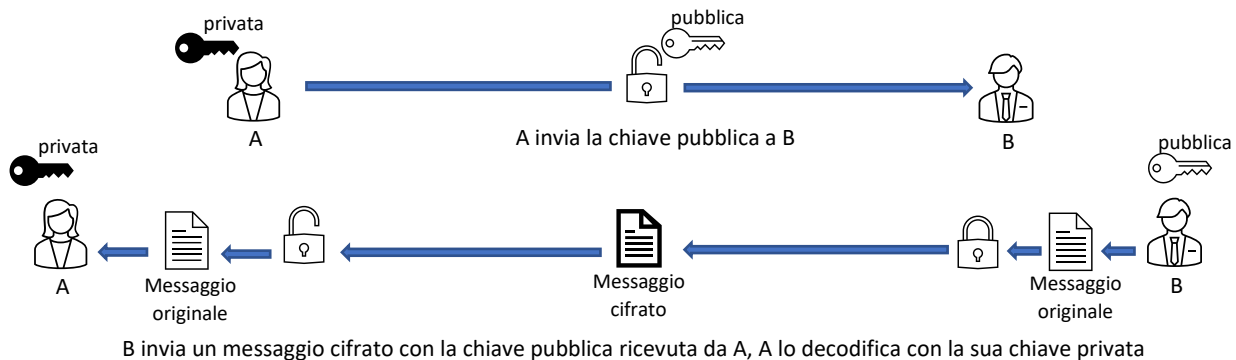 pubblica
privata
A
A invia la chiave pubblica a B
B
privata
pubblica
A
Messaggio
originale
Messaggio
cifrato
Messaggio
originale
B
B invia un messaggio cifrato con la chiave pubblica ricevuta da A, A lo decodifica con la sua chiave privata